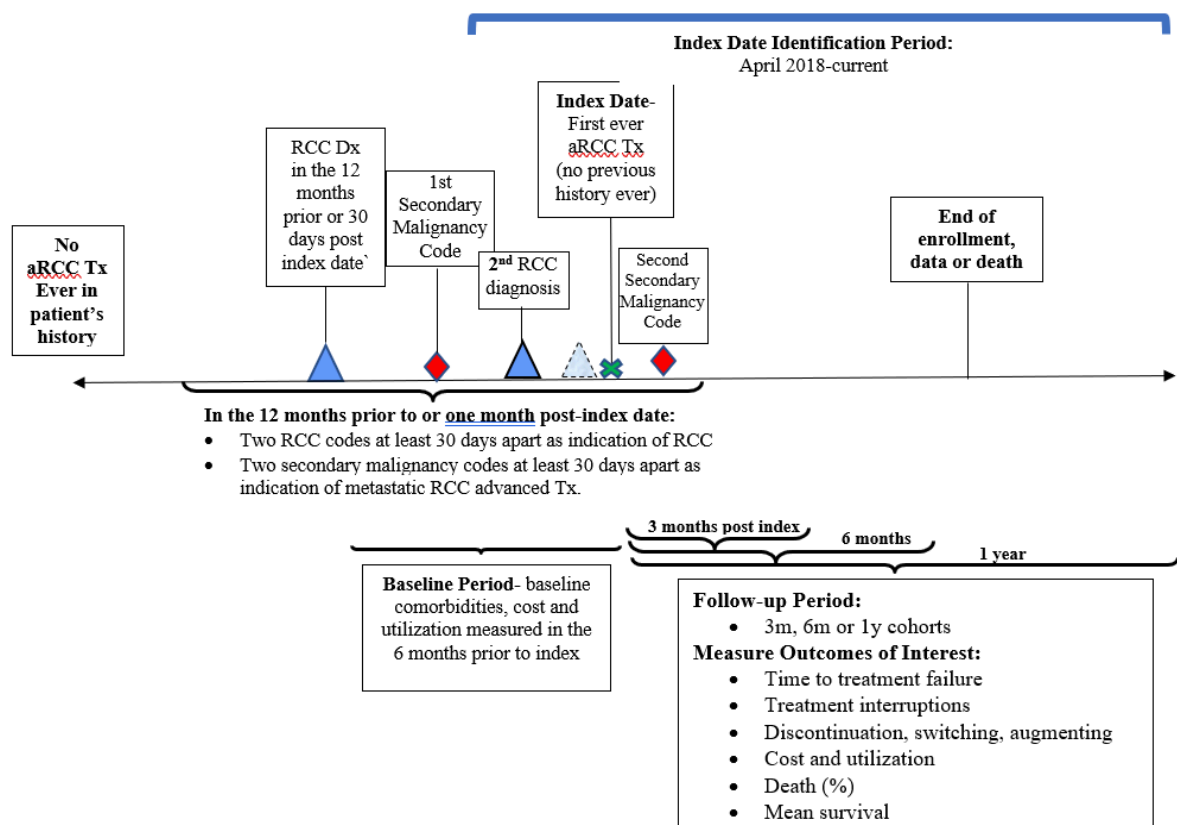 Index Date Identification Period:
April 2018-current
Index Date-
First ever
aRCC Tx
(no previous
history ever)
RCC Dx
in the 12
months
prior or 30
days post
index date`
1st
Secondary
Malignancy
Code
No
aRCC Tx
Ever in
patient's
history
2nd RCC
diagnosis
Second
Secondary
Malignancy
Code
End of
enrollment,
data or death
In the 12 months prior to or one month post-index date:
• Two RCC codes at least 30 days apart as indication of RCC
• Two secondary malignancy codes at least 30 days apart as
indication of metastatic RCC advanced Tx.
3 months post index
6 months
1 year
Baseline Period- baseline
comorbidities, cost and
utilization measured in the
6 months prior to index
Follow-up Period:
• 3m, 6m or 1y cohorts
Measure Outcomes of Interest:
• Time to treatment failure
• Treatment interruptions
• Discontinuation, switching, augmenting
• Cost and utilization
• Death (%)
• Mean survival